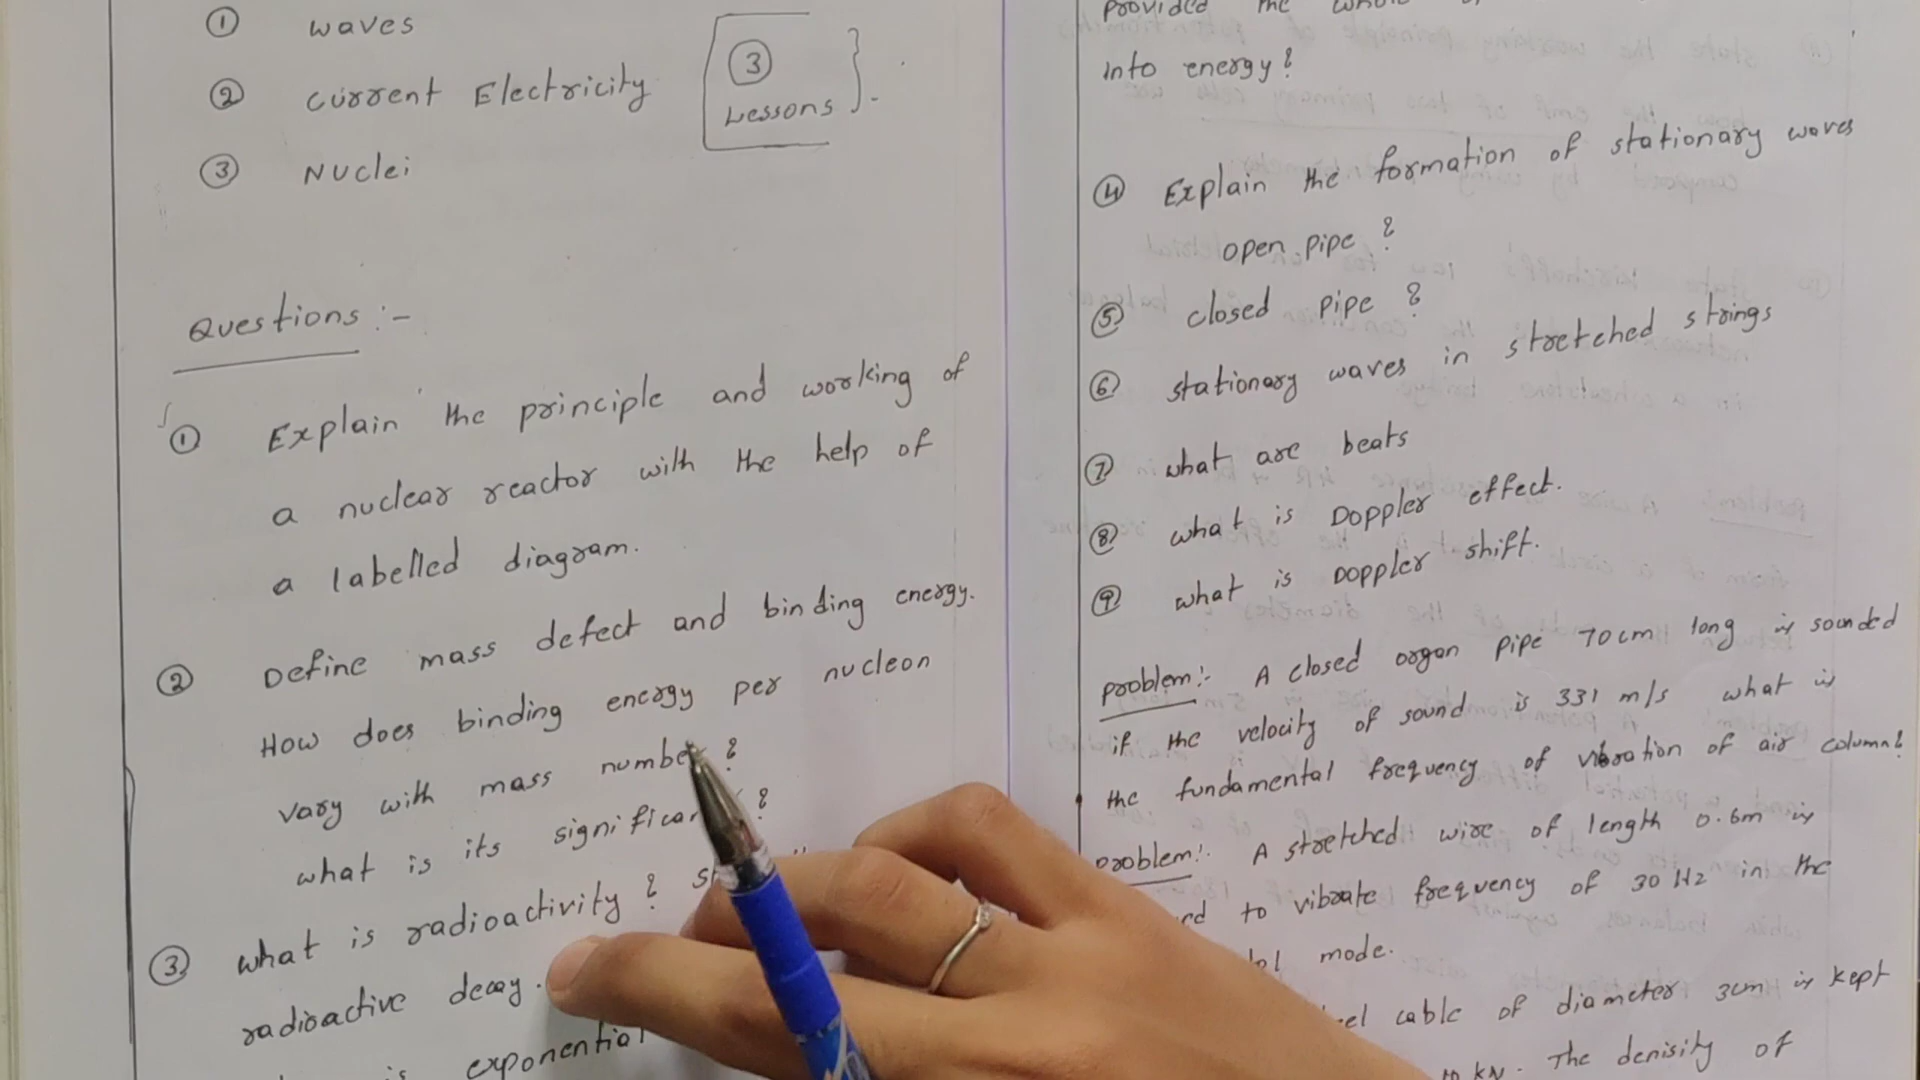 ① waves
② current Electricity
③ Nuclei
③
Lessons
Questions :-
① Explain the principle and working of
a nuclear reactor with the help of
a labelled diagram.
② Define mass defect and binding energy.
How does binding energy per nucleon
vary with mass number ?
what is its ?
③ what is radioactivity ?
radioactive decay.
is exponential
provided the whole
into energy ?
④ Explain the formation of stationary waves
open pipe ?
⑤ closed pipe ?
⑥ stationary waves in stretched strings
⑦ what are beats
⑧ what is Doppler effect.
⑨ what is Doppler shift.
problem:- A closed organ pipe 70cm long is sounded
if the velocity of sound is 331 m/s what is
the fundamental frequency of vibration of air column?
problem:- A stretched wire of length 0.6m is
to vibrate frequency of 30 Hz in the
mode.
cable of diameter 3cm is kept
kN. The denisity of